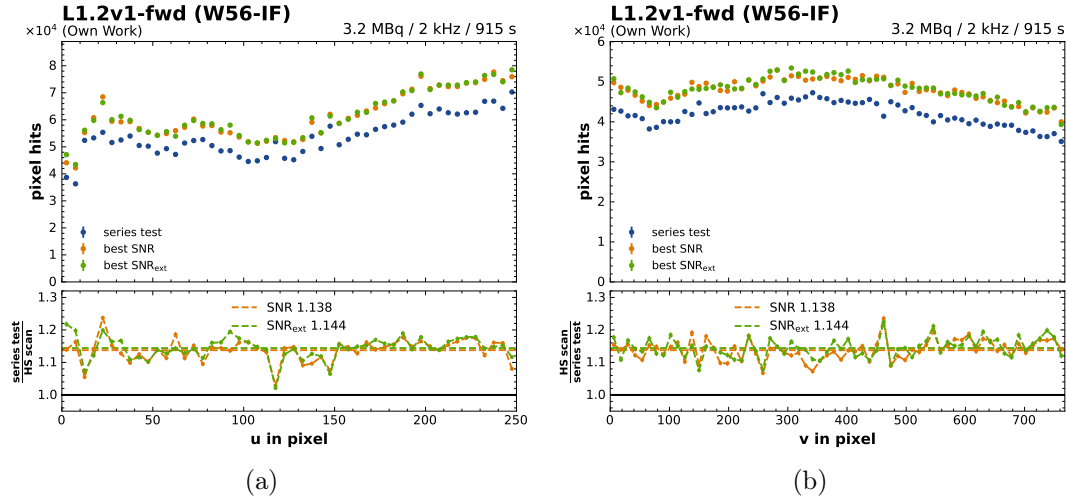 L1.2v1-fwd (W56-IF)
×10⁴ (Own Work) 3.2 MBq / 2 kHz / 915 s
pixel hits
8
7
6
5
4
3
2
1
0
series test
best SNR
best SNR_ext
series test
HS scan
1.3
1.2
1.1
1.0
SNR 1.138
SNR_ext 1.144
0 50 100 150 200 250
u in pixel
(a)
L1.2v1-fwd (W56-IF)
×10⁴ (Own Work) 3.2 MBq / 2 kHz / 915 s
pixel hits
6
5
4
3
2
1
0
series test
best SNR
best SNR_ext
HS scan
series test
1.3
1.2
1.1
1.0
SNR 1.138
SNR_ext 1.144
0 100 200 300 400 500 600 700
v in pixel
(b)